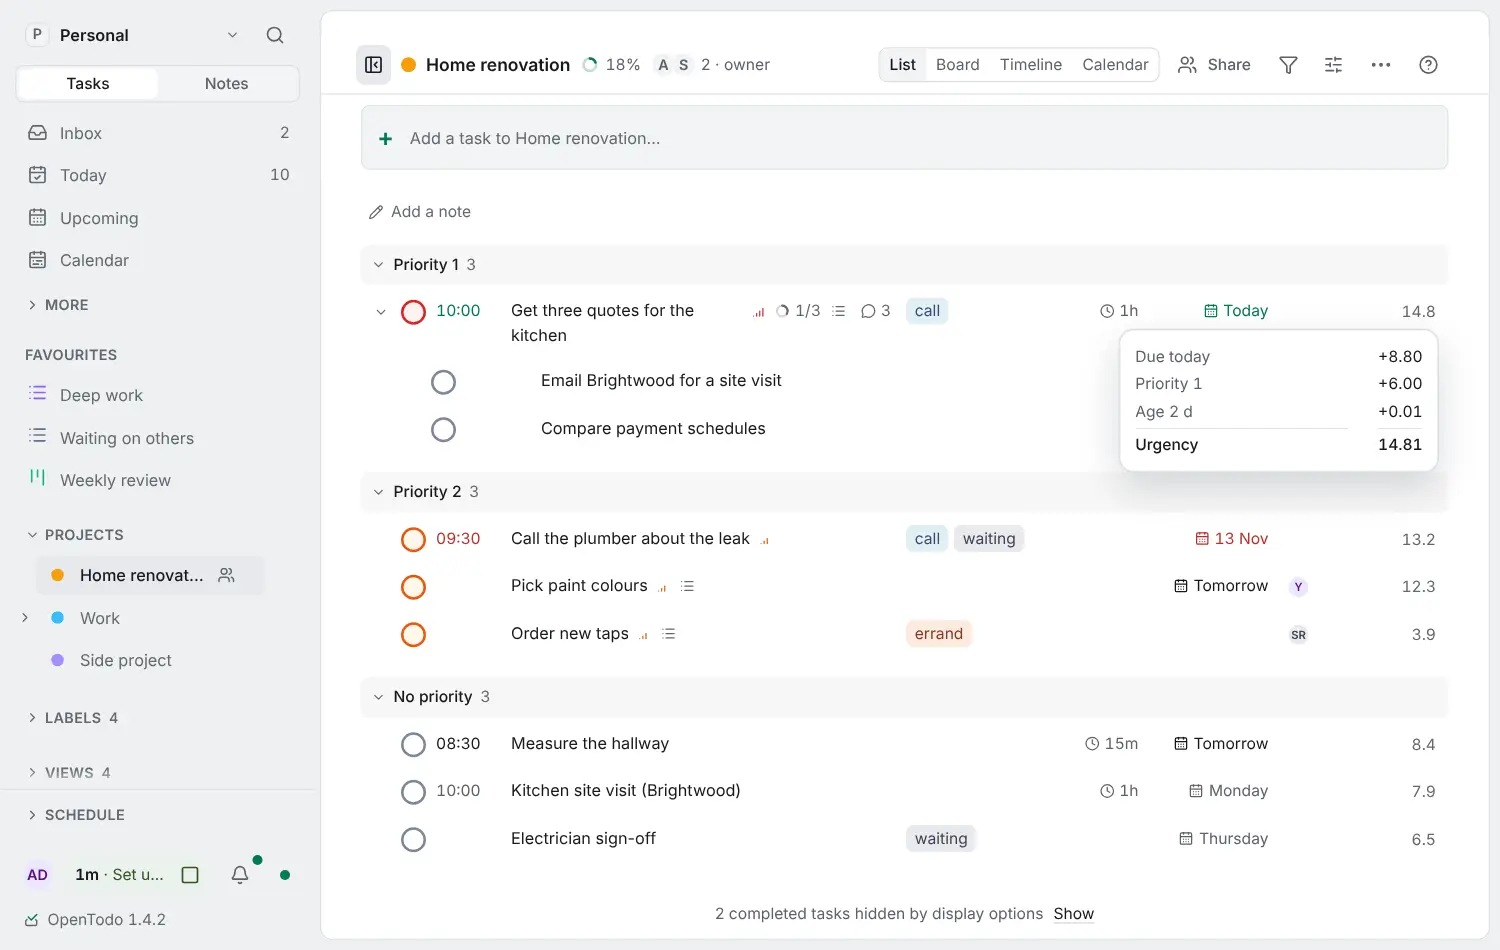 P Personal
Tasks Notes
Inbox 2
Today 10
Upcoming
Calendar
MORE
FAVOURITES
Deep work
Waiting on others
Weekly review
PROJECTS
Home renovat...
Work
Side project
LABELS 4
VIEWS 4
SCHEDULE
AD 1m · Set u...
OpenTodo 1.4.2
Home renovation 18% A S 2 · owner List Board Timeline Calendar Share
+ Add a task to Home renovation...
Add a note
Priority 1 3
10:00 Get three quotes for the 1/3 3 call 1h Today 14.8
kitchen
Email Brightwood for a site visit
Compare payment schedules
Due today +8.80
Priority 1 +6.00
Age 2 d +0.01
Urgency 14.81
Priority 2 3
09:30 Call the plumber about the leak call waiting 13 Nov 13.2
Pick paint colours Tomorrow Y 12.3
Order new taps errand SR 3.9
No priority 3
08:30 Measure the hallway 15m Tomorrow 8.4
10:00 Kitchen site visit (Brightwood) 1h Monday 7.9
Electrician sign-off waiting Thursday 6.5
2 completed tasks hidden by display options Show